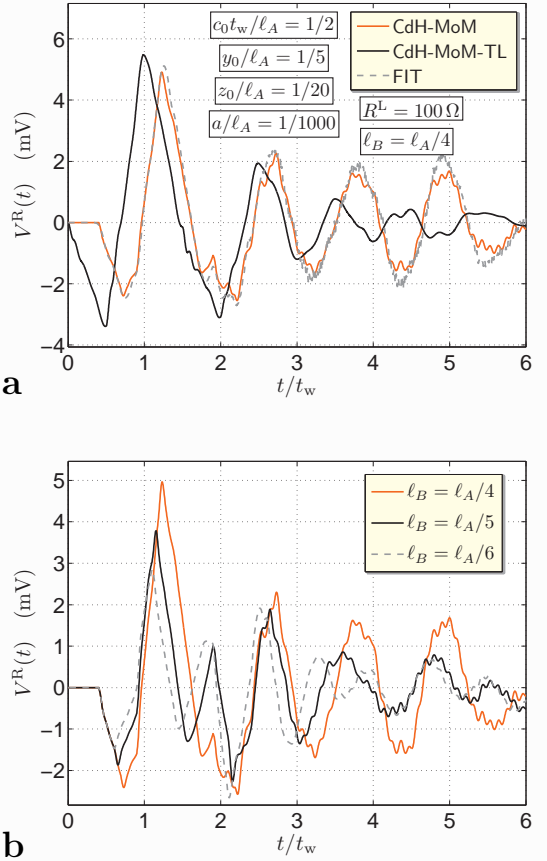 c₀t_w/ℓ_A = 1/2
y₀/ℓ_A = 1/5
z₀/ℓ_A = 1/20
a/ℓ_A = 1/1000
CdH-MoM
CdH-MoM-TL
FIT
R^L = 100 Ω
ℓ_B = ℓ_A/4
V^R(t) (mV)
6
4
2
0
−2
−4
0 1 2 3 4 5 6
t/t_w
a
ℓ_B = ℓ_A/4
ℓ_B = ℓ_A/5
ℓ_B = ℓ_A/6
V^R(t) (mV)
5
4
3
2
1
0
−1
−2
0 1 2 3 4 5 6
t/t_w
b